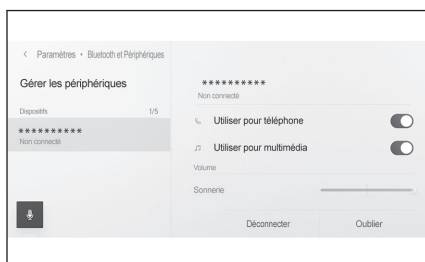 < Paramètres • Bluetooth et Périphériques
Gérer les périphériques
Dispositifs 1/5
**********
Non connecté
**********
Non connecté
Utiliser pour téléphone
Utiliser pour multimédia
Volume
Sonnerie
Déconnecter Oublier